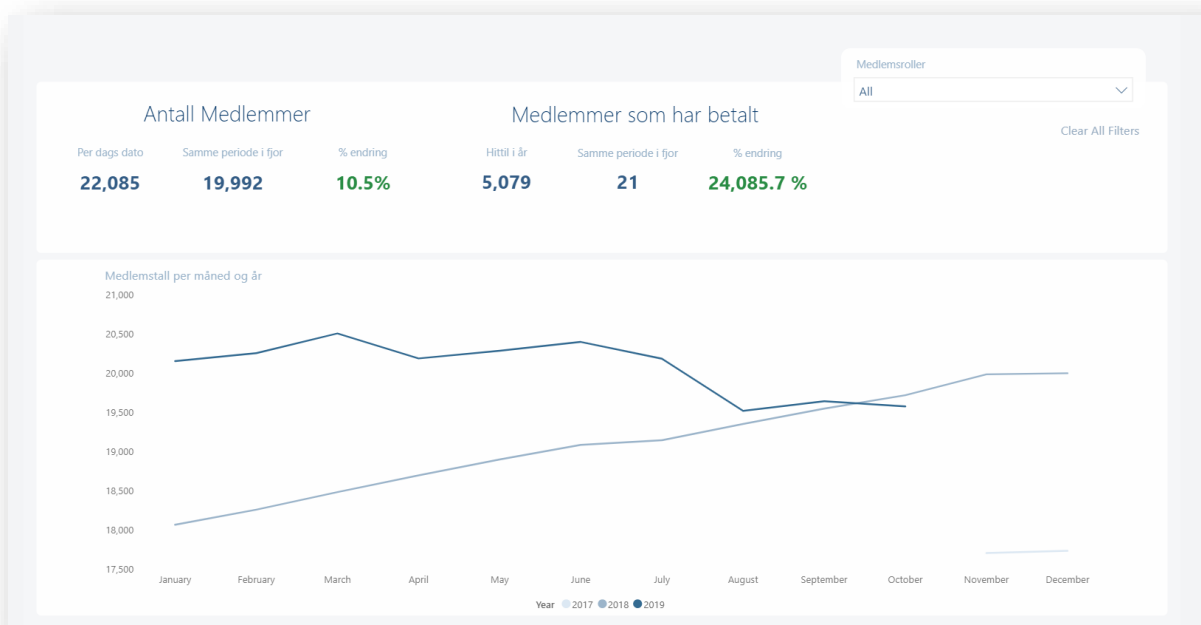 Medlemsroller
All
Clear All Filters
Antall Medlemmer
Per dags dato Samme periode i fjor % endring
22,085 19,992 10.5%
Medlemmer som har betalt
Hittil i år Samme periode i fjor % endring
5,079 21 24,085.7 %
Medlemstall per måned og år
21,000
20,500
20,000
19,500
19,000
18,500
18,000
17,500
January February March April May June July August September October November December
Year 2017 2018 2019